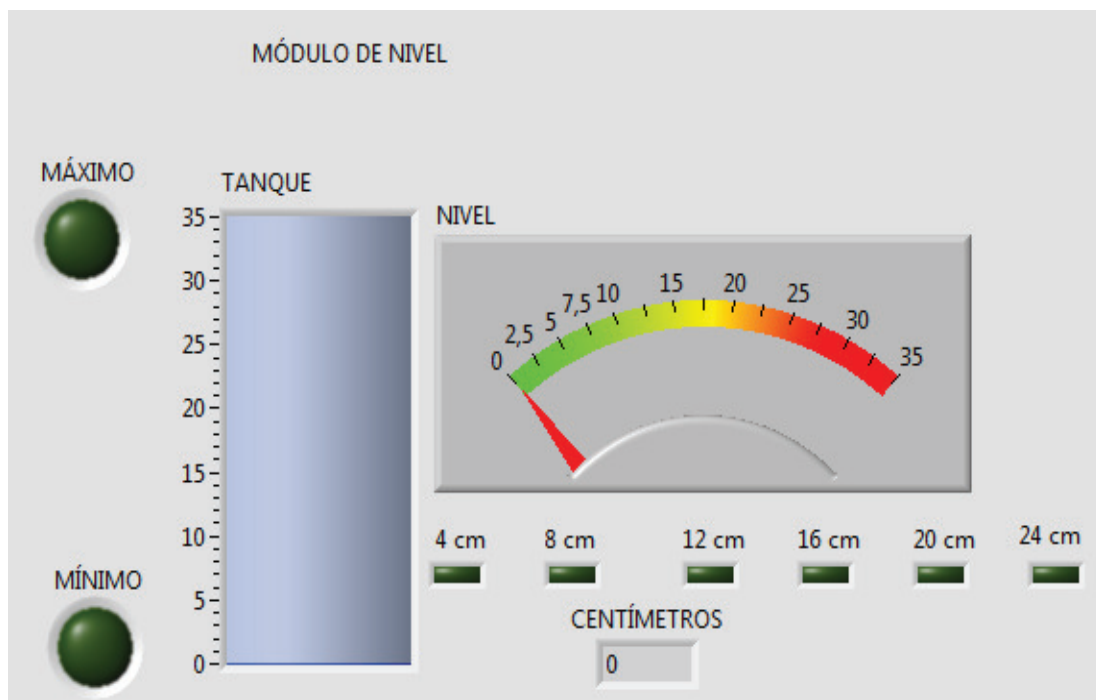 MÓDULO DE NIVEL
MÁXIMO
TANQUE
35
30
25
20
15
10
5
0
NIVEL
0
2,5
5
7,5
10
15
20
25
30
35
4 cm 8 cm 12 cm 16 cm 20 cm 24 cm
MÍNIMO
CENTÍMETROS
0